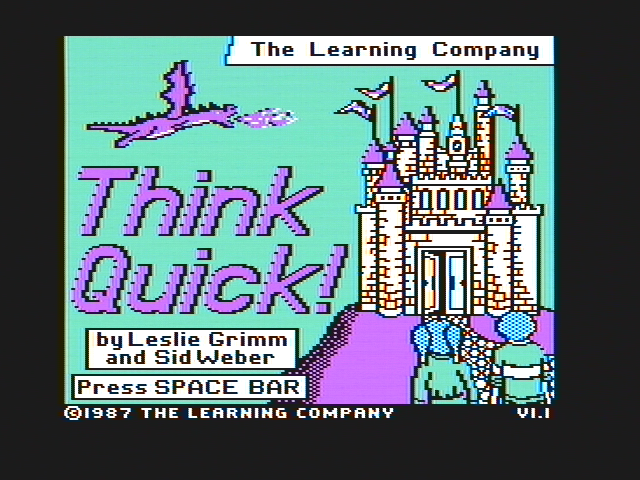 The Learning Company
Think
Quick!
by Leslie Grimm
and Sid Weber
Press SPACE BAR
©1987 THE LEARNING COMPANY V1.1